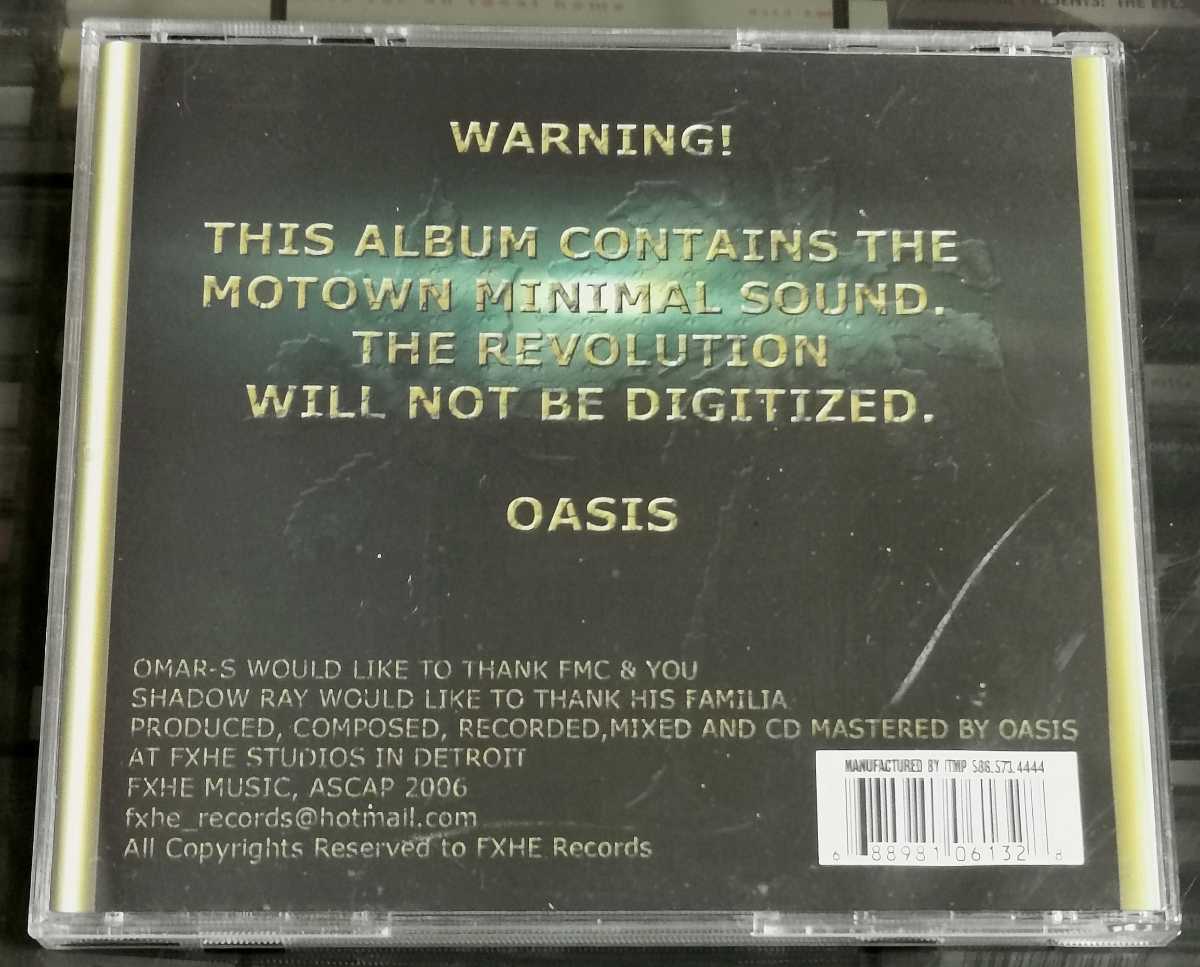 WARNING!
THIS ALBUM CONTAINS THE
MOTOWN MINIMAL SOUND.
THE REVOLUTION
WILL NOT BE DIGITIZED.
OASIS
OMAR-S WOULD LIKE TO THANK FMC & YOU
SHADOW RAY WOULD LIKE TO THANK HIS FAMILIA
PRODUCED, COMPOSED, RECORDED,MIXED AND CD MASTERED BY OASIS
AT FXHE STUDIOS IN DETROIT
FXHE MUSIC, ASCAP 2006
fxhe_records@hotmail.com
All Copyrights Reserved to FXHE Records
MANUFACTURED BY ITMP 586.573.4444
6 88981 06132 8